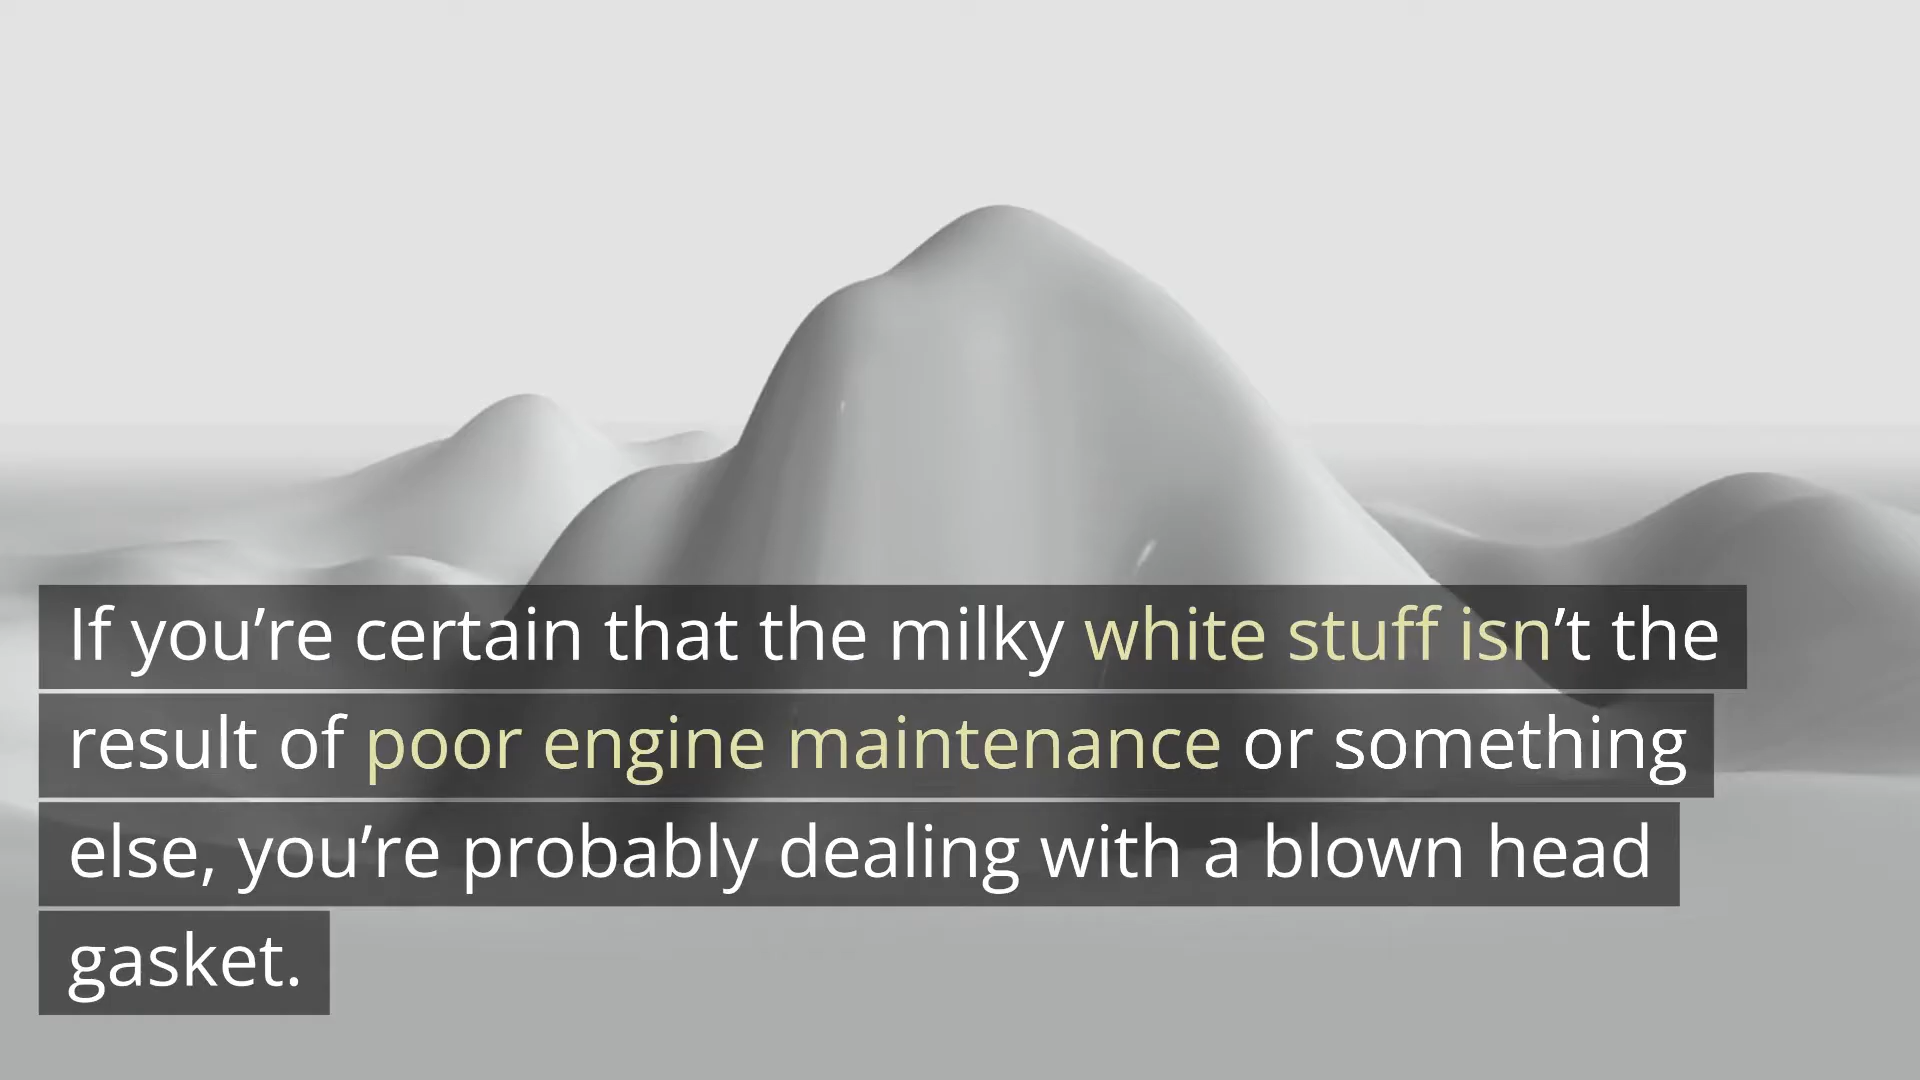 If you’re certain that the milky white stuff isn’t the
result of poor engine maintenance or something
else, you’re probably dealing with a blown head
gasket.